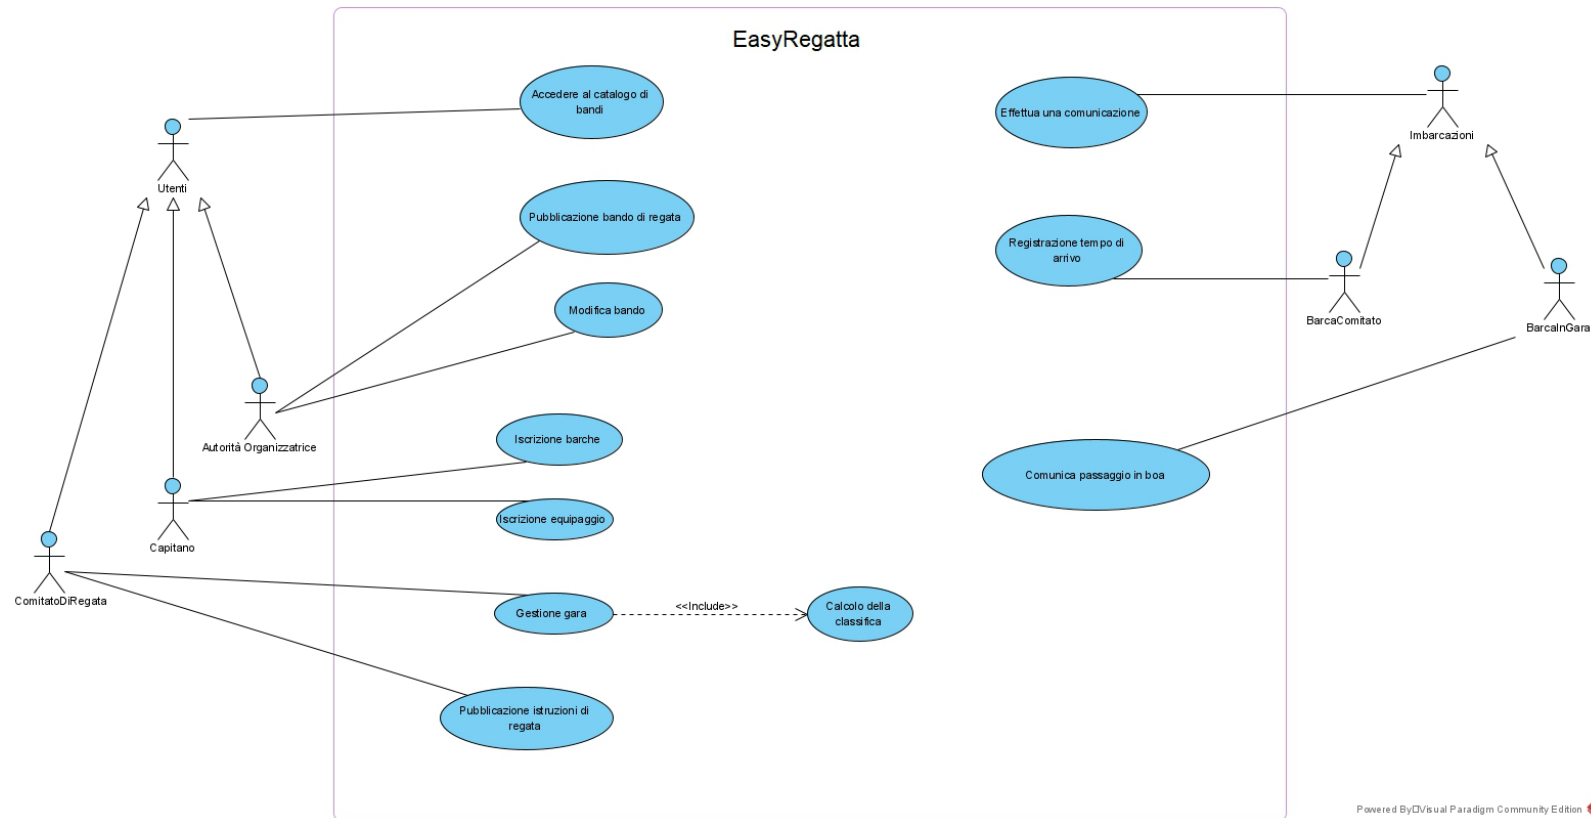 EasyRegatta
Accedere al catalogo di
bandi
Effettua una comunicazione
Imbarcazioni
Utenti
Pubblicazione bando di regata
Registrazione tempo di
arrivo
Modifica bando
BarcaComitato
BarcaInGara
Autorità Organizzatrice
Iscrizione barche
Comunica passaggio in boa
Iscrizione equipaggio
Capitano
ComitatoDiRegata
Gestione gara
<<Include>>
Calcolo della
classifica
Pubblicazione istruzioni di
regata
Powered By□Visual Paradigm Community Edition